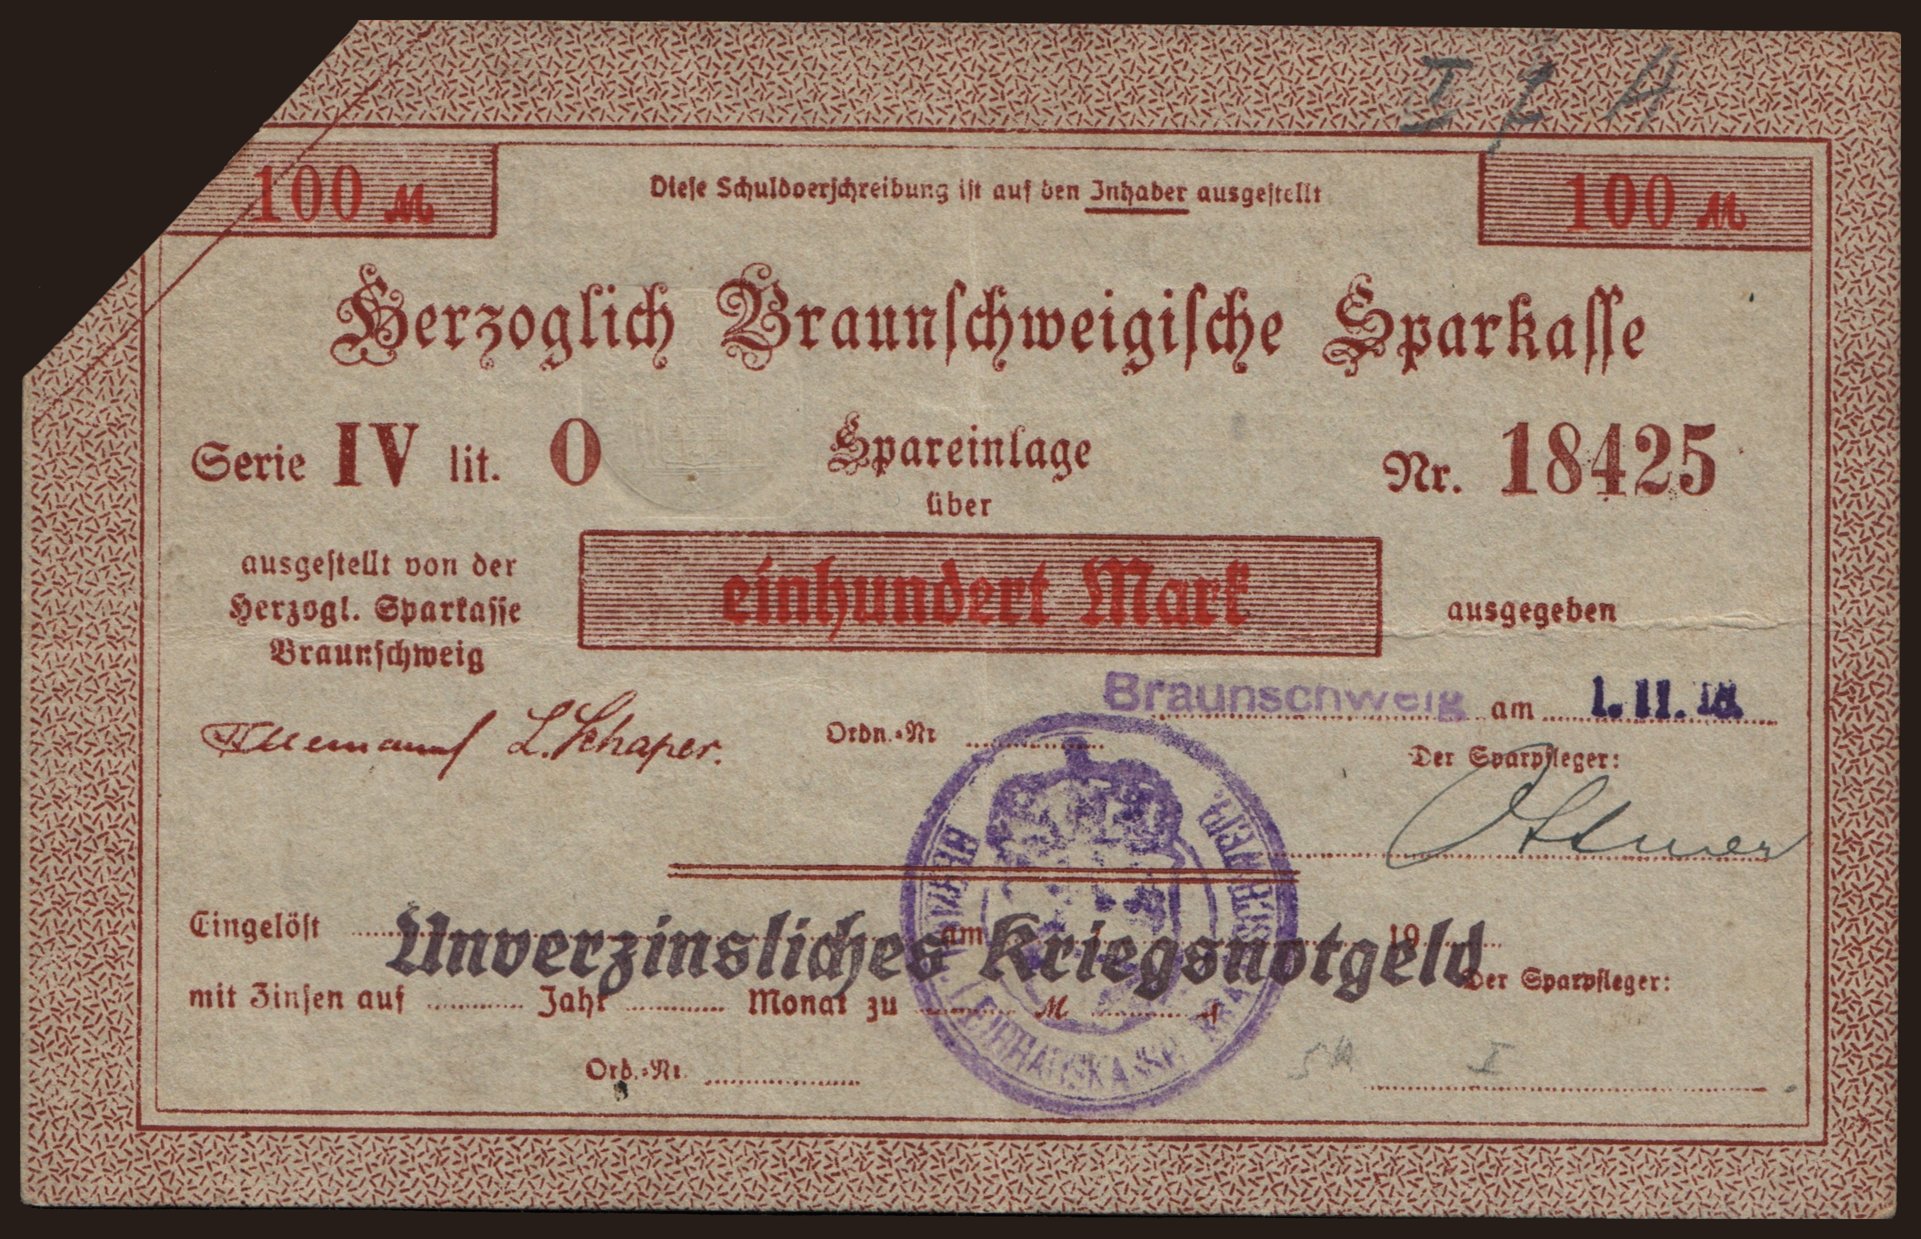 I A
100 M
Diese Schuldverschreibung ist auf den Inhaber ausgestellt
100 M
Herzoglich Braunschweigische Sparkasse
Serie IV lit. O
Spareinlage
über
Nr. 18425
ausgestellt von der
Herzogl. Sparkasse
Braunschweig
einhundert Mark
ausgegeben
Braunschweig am 1. 11. 18
L. Schaper.
Ordn.-Nr
Der Sparpfleger:
Ottmer
Eingelöst am 19
Unverzinsliches Kriegsnotgeld
Der Sparpfleger:
mit Zinsen auf Jahr Monat zu M
Ord.-Nr.
I